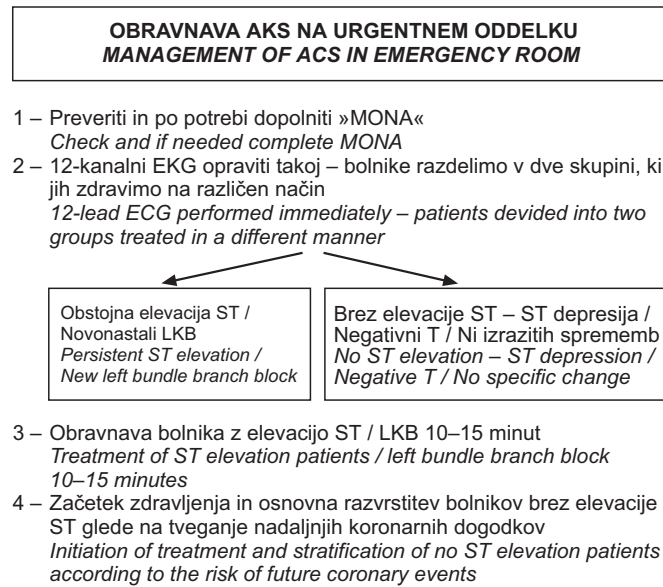 OBRAVNAVA AKS NA URGENTNEM ODDELKU
MANAGEMENT OF ACS IN EMERGENCY ROOM
1 – Preveriti in po potrebi dopolniti »MONA«
Check and if needed complete MONA
2 – 12-kanalni EKG opraviti takoj – bolnike razdelimo v dve skupini, ki
jih zdravimo na različen način
12-lead ECG performed immediately – patients devided into two
groups treated in a different manner
Obstojna elevacija ST /
Novonastali LKB
Persistent ST elevation /
New left bundle branch block
Brez elevacije ST – ST depresija /
Negativni T / Ni izrazitih sprememb
No ST elevation – ST depression /
Negative T / No specific change
3 – Obravnava bolnika z elevacijo ST / LKB 10–15 minut
Treatment of ST elevation patients / left bundle branch block
10–15 minutes
4 – Začetek zdravljenja in osnovna razvrstitev bolnikov brez elevacije
ST glede na tveganje nadaljnjih koronarnih dogodkov
Initiation of treatment and stratification of no ST elevation patients
according to the risk of future coronary events